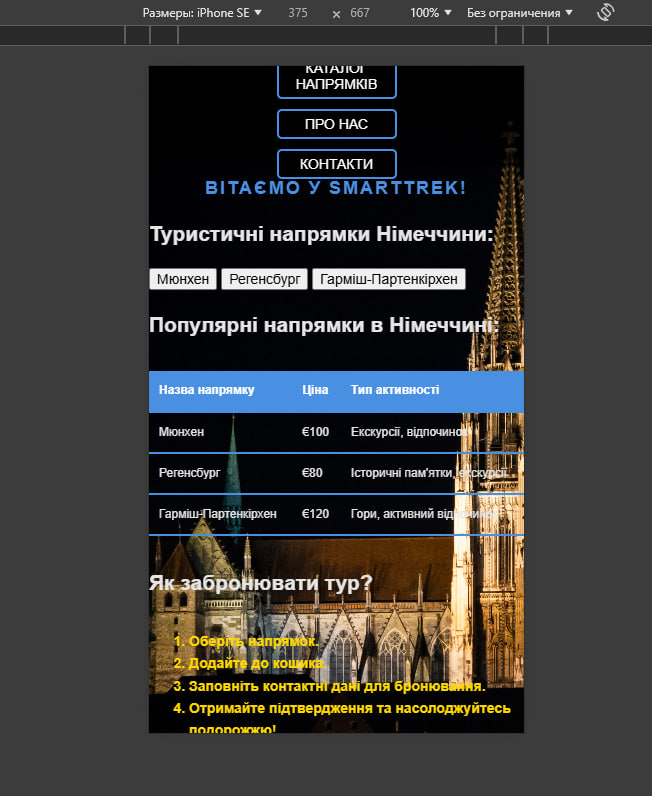 Размеры: iPhone SE 375 × 667 100% Без ограничения
КАТАЛОГ
НАПРЯМКІВ
ПРО НАС
КОНТАКТИ
ВІТАЄМО У SMARTTREK!
Туристичні напрямки Німеччини:
Мюнхен Регенсбург Гарміш-Партенкірхен
Популярні напрямки в Німеччині:
Назва напрямку Ціна Тип активності
Мюнхен €100 Екскурсії, відпочинок
Регенсбург €80 Історичні пам'ятки, екскурсії
Гарміш-Партенкірхен €120 Гори, активний відпочинок
Як забронювати тур?
1. Оберіть напрямок.
2. Додайте до кошика.
3. Заповніть контактні дані для бронювання.
4. Отримайте підтвердження та насолоджуйтесь
подорожжю!